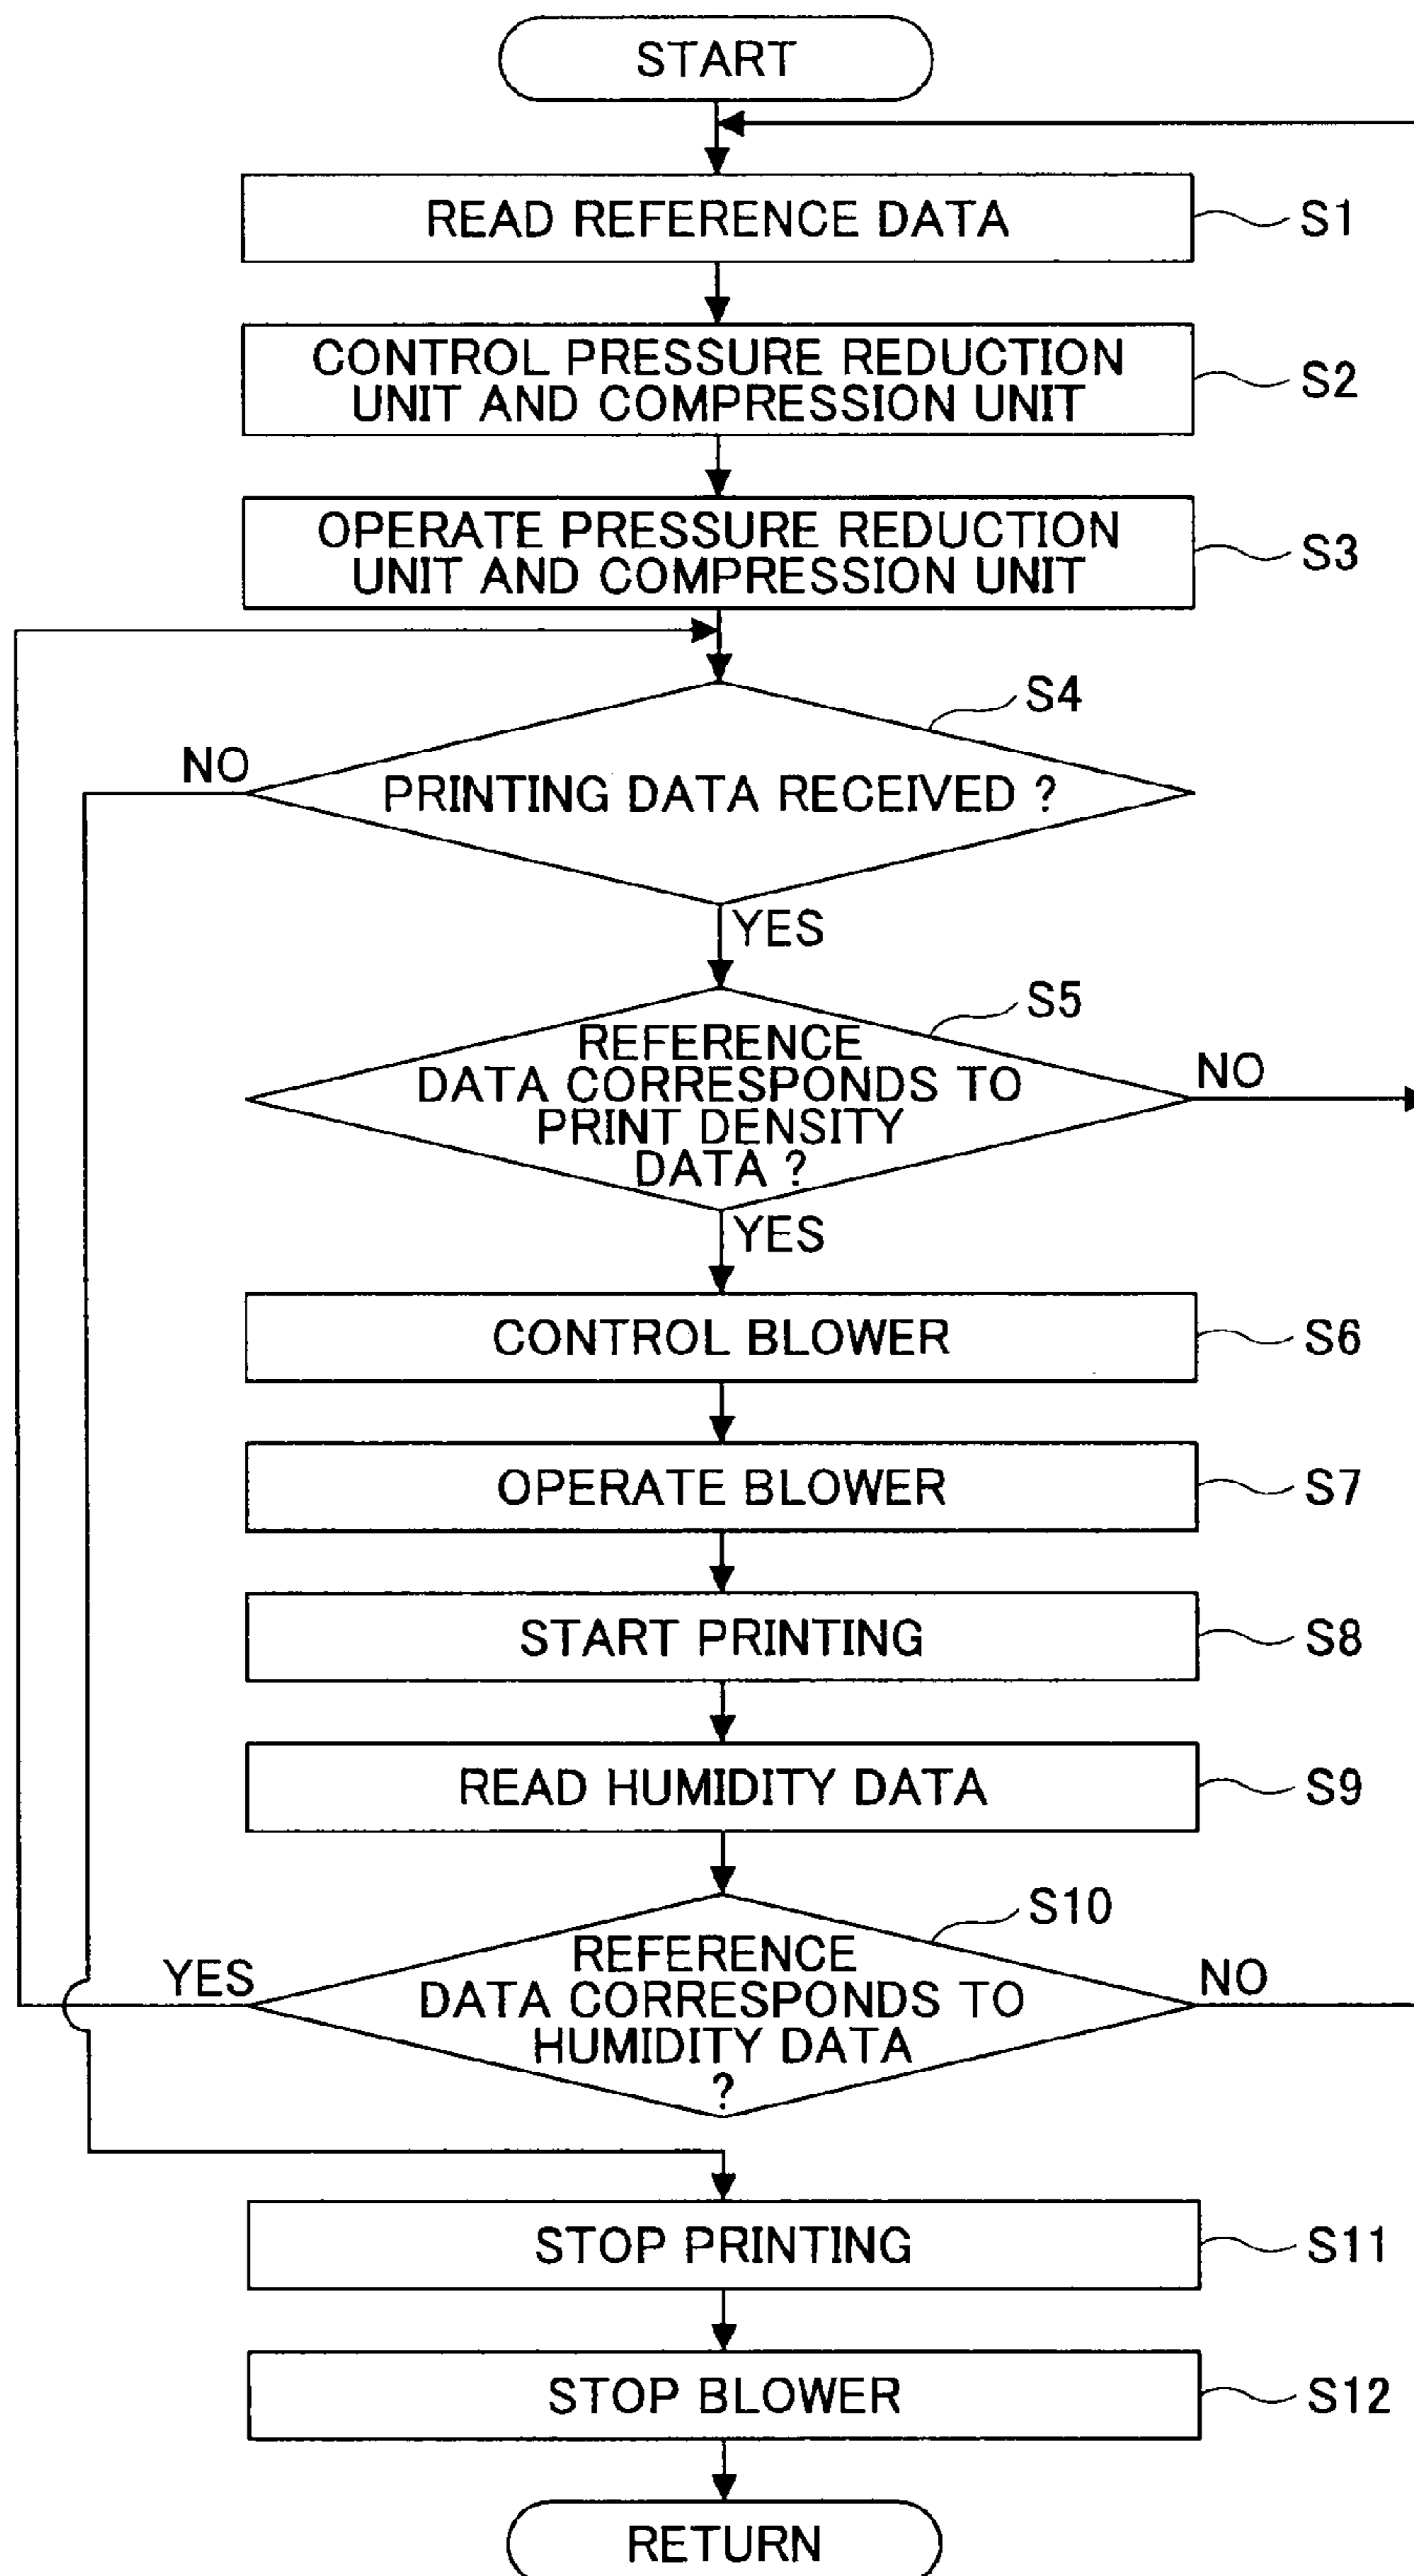 START
READ REFERENCE DATA
S1
CONTROL PRESSURE REDUCTION
UNIT AND COMPRESSION UNIT
S2
OPERATE PRESSURE REDUCTION
UNIT AND COMPRESSION UNIT
S3
S4
NO
PRINTING DATA RECEIVED ?
YES
S5
REFERENCE
DATA CORRESPONDS TO
PRINT DENSITY
DATA ?
NO
YES
CONTROL BLOWER
S6
OPERATE BLOWER
S7
START PRINTING
S8
READ HUMIDITY DATA
S9
S10
YES
REFERENCE
DATA CORRESPONDS TO
HUMIDITY DATA
?
NO
STOP PRINTING
S11
STOP BLOWER
S12
RETURN